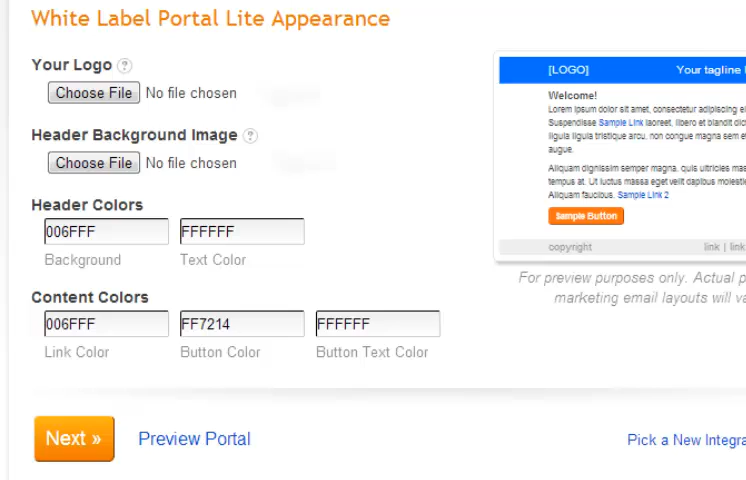 White Label Portal Lite Appearance
Your Logo ?
Choose File No file chosen
Header Background Image ?
Choose File No file chosen
Header Colors
006FFF FFFFFF
Background Text Color
Content Colors
006FFF FF7214 FFFFFF
Link Color Button Color Button Text Color
Next » Preview Portal
[LOGO] Your tagline
Welcome!
Lorem ipsum dolor sit amet, consectetur adipiscing
Suspendisse Sample Link laoreet, libero et blandit
ligula ligula tristique arcu, non congue magna sem
augue.
Aliquam dignissim semper magna, quis ultricies
tempus at. Ut luctus massa eget velit dapibus
Aliquam faucibus. Sample Link 2
Sample Button
copyright link | link
For preview purposes only. Actual
marketing email layouts will
Pick a New